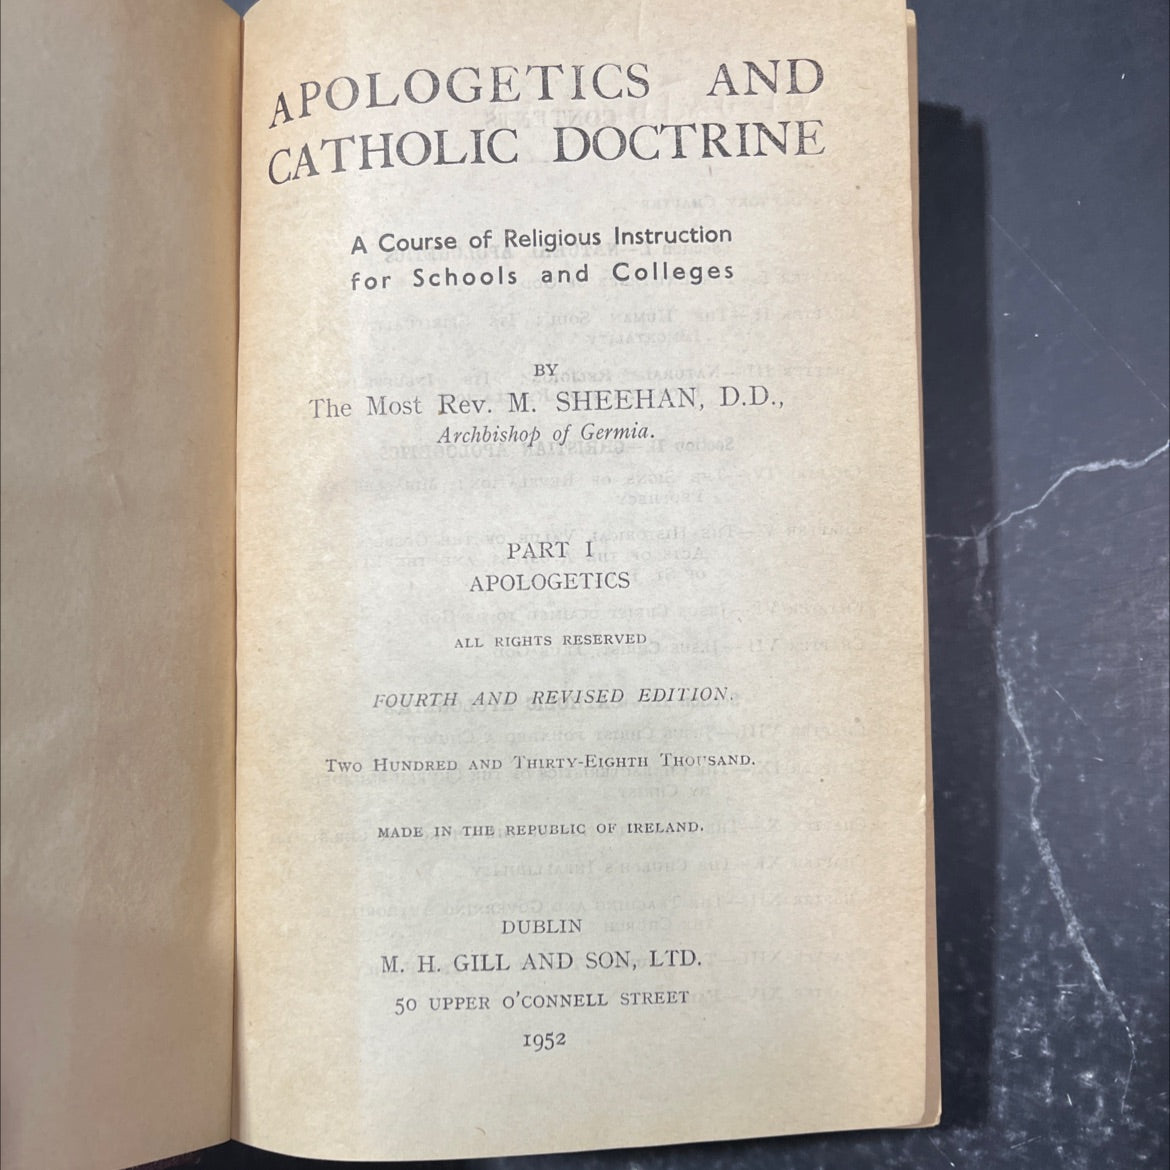 APOLOGETICS AND
CATHOLIC DOCTRINE
A Course of Religious Instruction
for Schools and Colleges
BY
The Most Rev. M. SHEEHAN, D.D.,
Archbishop of Germia.
PART I
APOLOGETICS
ALL RIGHTS RESERVED
FOURTH AND REVISED EDITION.
TWO HUNDRED AND THIRTY-EIGHTH THOUSAND.
MADE IN THE REPUBLIC OF IRELAND.
DUBLIN
M. H. GILL AND SON, LTD.
50 UPPER O'CONNELL STREET
1952